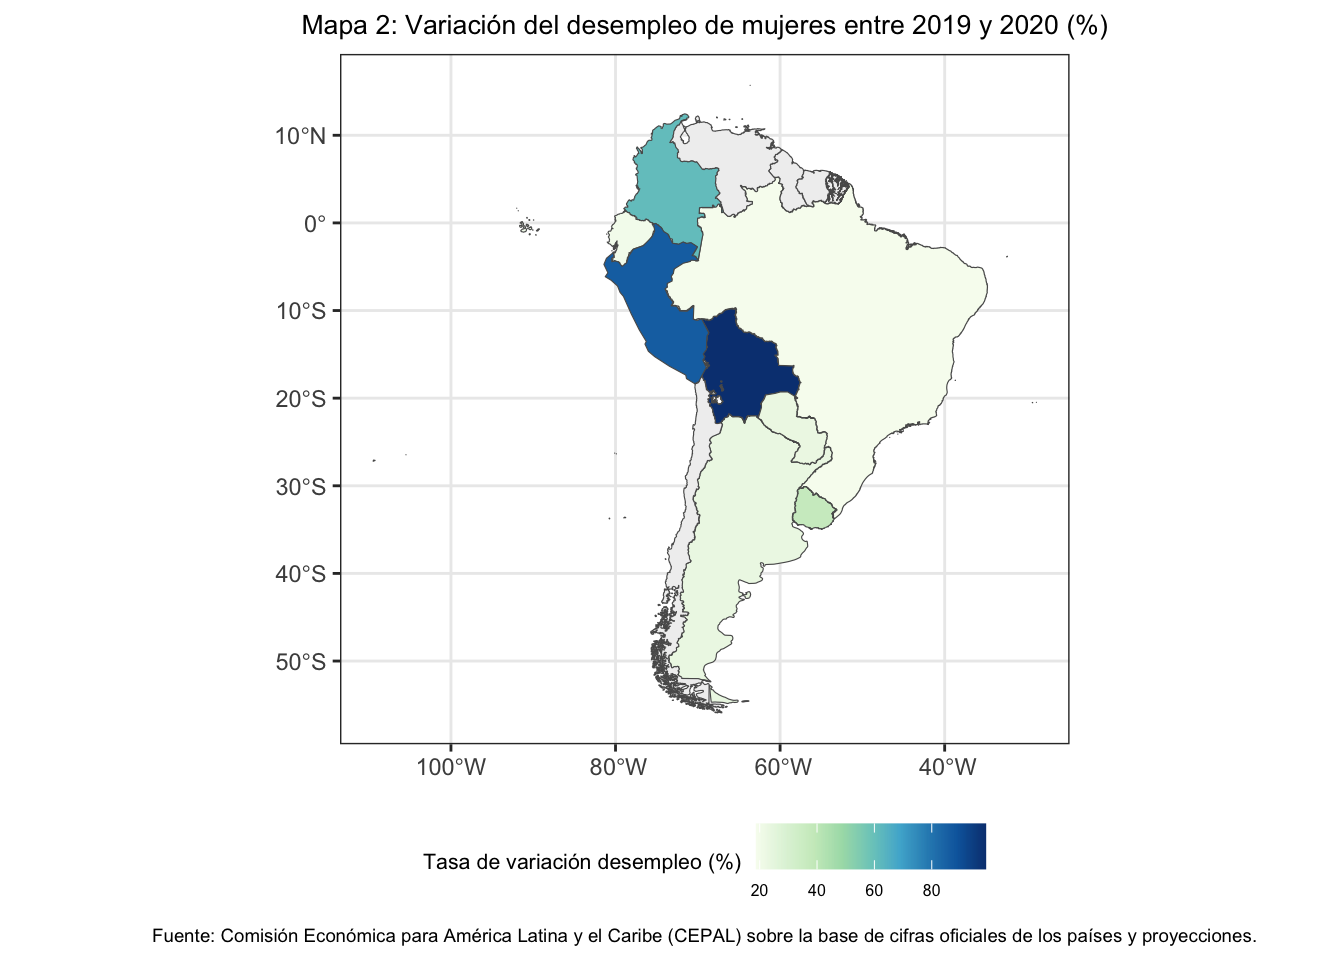 Mapa 2: Variación del desempleo de mujeres entre 2019 y 2020 (%)
10°N
0°
10°S
20°S
30°S
40°S
50°S
100°W 80°W 60°W 40°W
Tasa de variación desempleo (%)
20 40 60 80
Fuente: Comisión Económica para América Latina y el Caribe (CEPAL) sobre la base de cifras oficiales de los países y proyecciones.